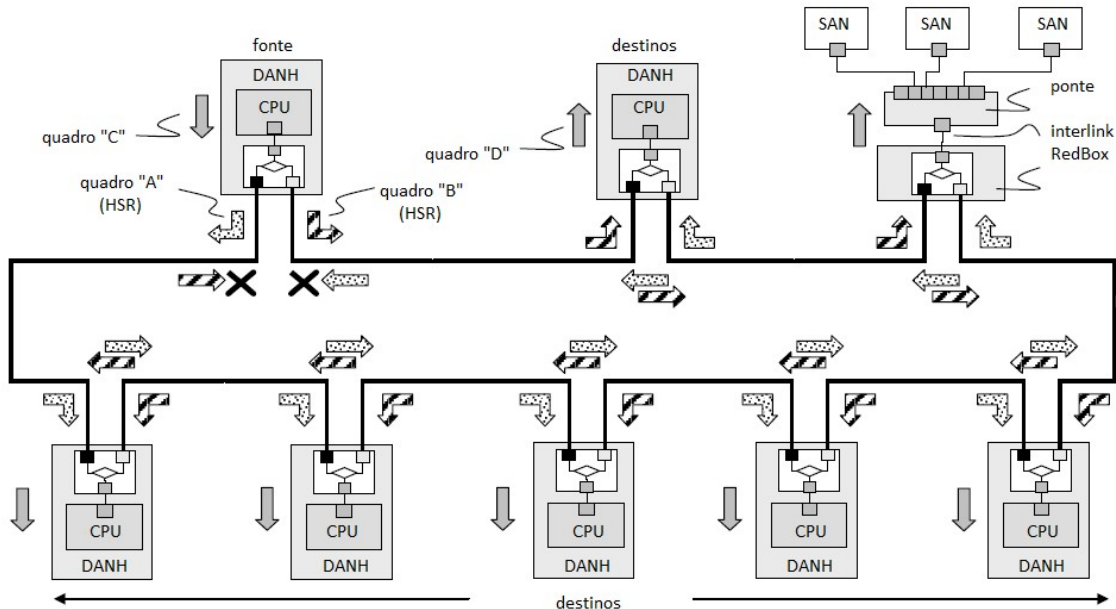 fonte
destinos
SAN
SAN
SAN
DANH
CPU
DANH
CPU
ponte
interlink
RedBox
quadro "C"
quadro "D"
quadro "A"
(HSR)
quadro "B"
(HSR)
CPU
DANH
CPU
DANH
CPU
DANH
CPU
DANH
CPU
DANH
destinos